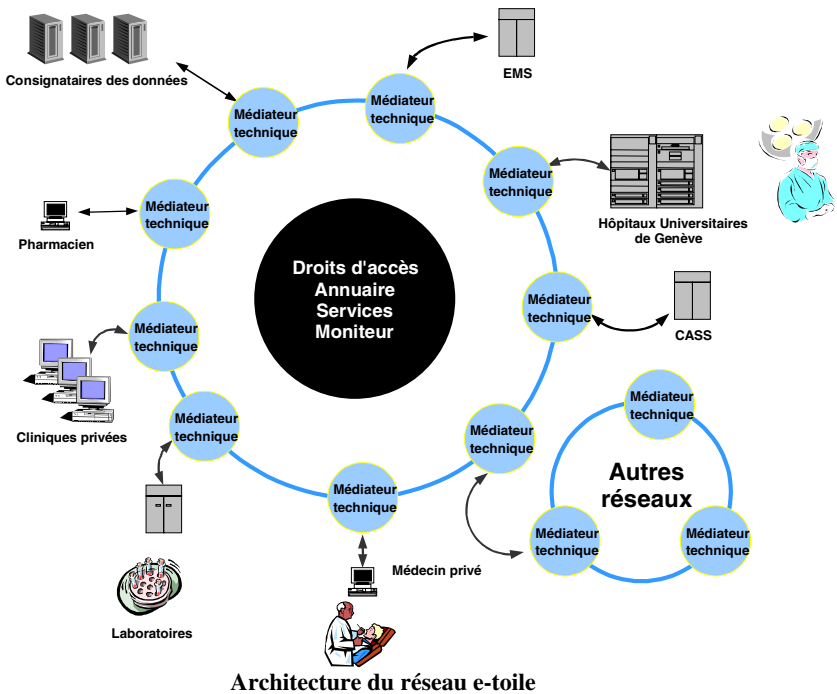 Consignataires des données
EMS
Médiateur
technique
Médiateur
technique
Médiateur
technique
Hôpitaux Universitaires
de Genève
Médiateur
technique
Pharmacien
Droits d'accès
Annuaire
Services
Moniteur
Médiateur
technique
CASS
Médiateur
technique
Cliniques privées
Médiateur
technique
Médiateur
technique
Médiateur
technique
Autres
réseaux
Médiateur
technique
Médiateur
technique
Médiateur
technique
Médecin privé
Laboratoires
Architecture du réseau e-toile